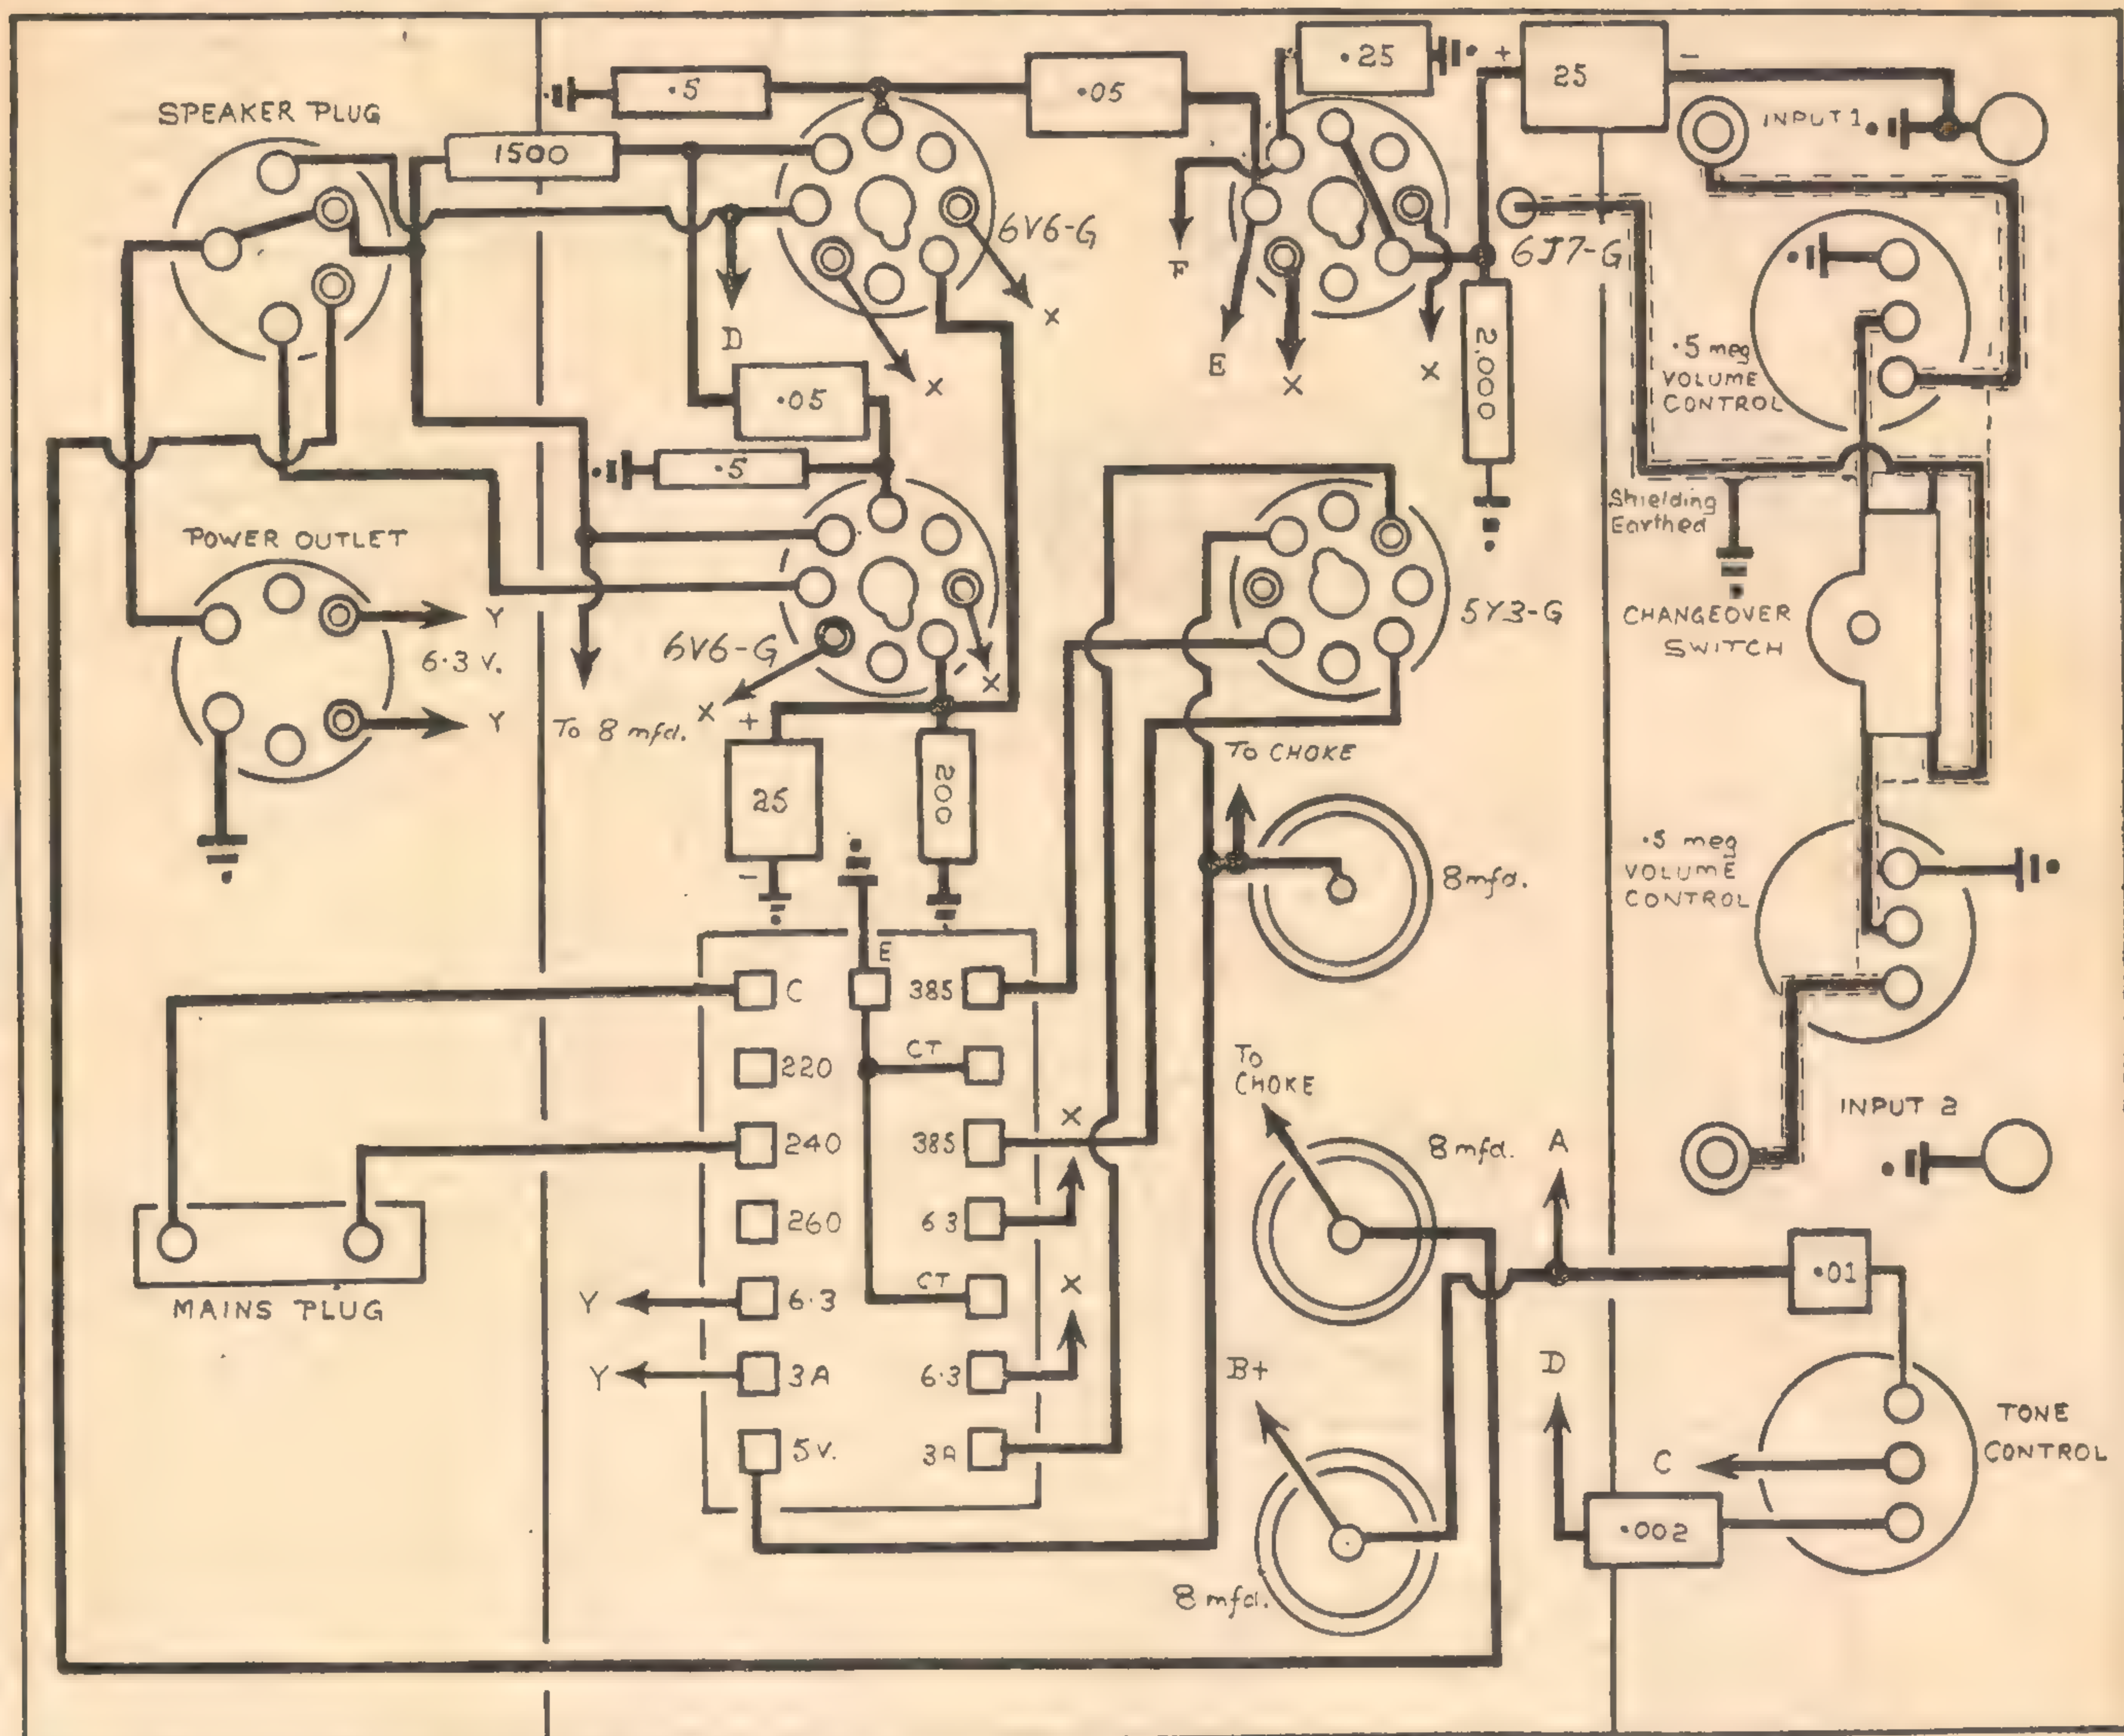 ·25
+
25
-
·5
·05
SPEAKER PLUG
INPUT 1
1500
6V6-G
6J7-G
F
D
X
E
X
X
X
2,000
·5 meg
VOLUME
CONTROL
·05
·5
Shielding
Earthed
POWER OUTLET
Y
6·3 V.
Y
6V6-G
X
X
5Y3-G
CHANGEOVER
SWITCH
To 8 mfd.
+
TO CHOKE
25
200
-
8 mfd.
·5 meg
VOLUME
CONTROL
E
C
385
220
CT
TO
CHOKE
X
INPUT 2
240
385
8 mfd.
A
260
63
X
·01
MAINS PLUG
Y
6·3
CT
Y
3A
6·3
B+
D
TONE
CONTROL
5V.
3A
C
·002
8 mfd.